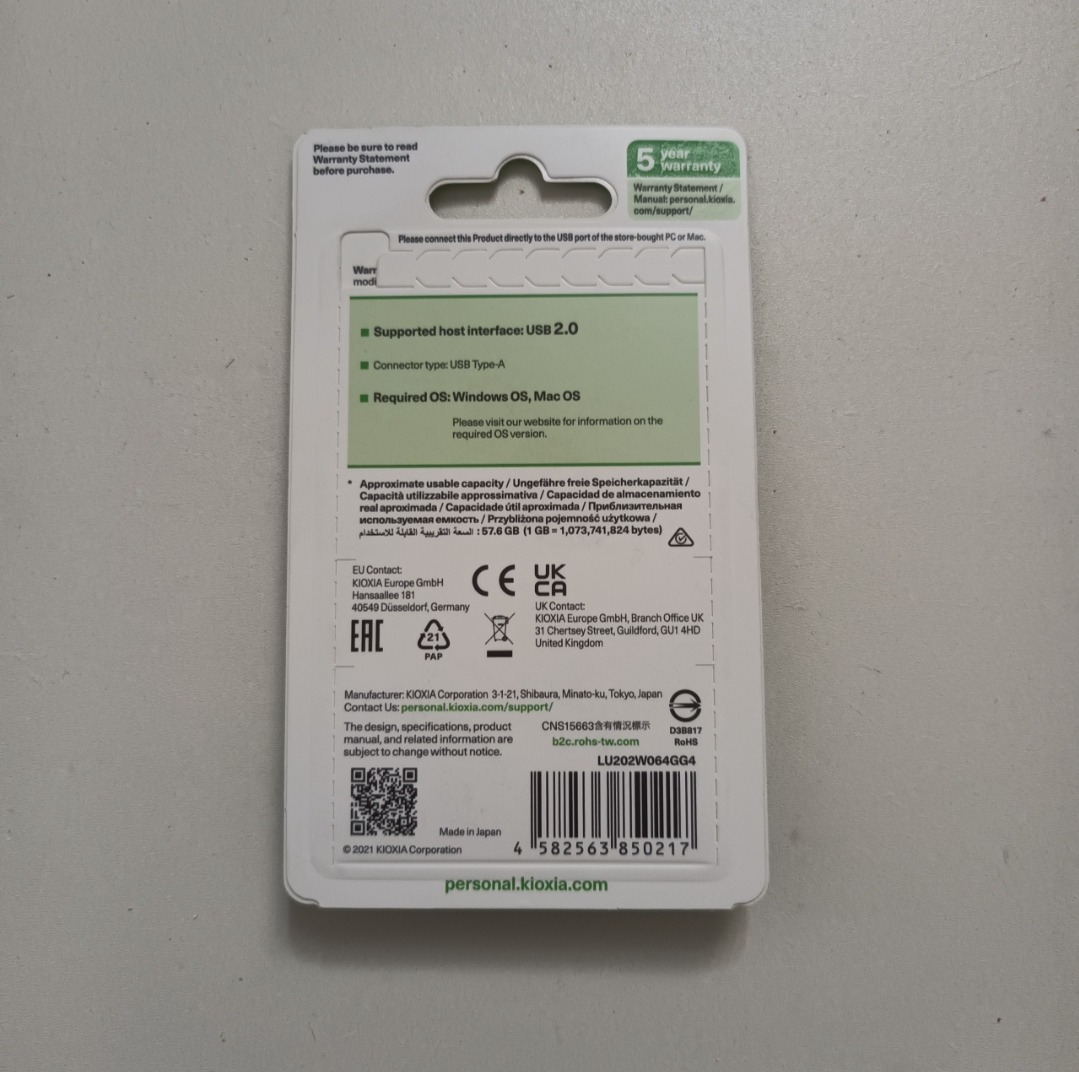 Please be sure to read
Warranty Statement
before purchase.
5 year
warranty
Warranty Statement /
Manual: personal.kioxia.
com/support/
Please connect this Product directly to the USB port of the store-bought PC or Mac.
Warr
modi
Supported host interface: USB 2.0
Connector type: USB Type-A
Required OS: Windows OS, Mac OS
Please visit our website for information on the
required OS version.
* Approximate usable capacity / Ungefähre freie Speicherkapazität /
Capacità utilizzabile approssimativa / Capacidad de almacenamiento
real aproximada / Capacidade útil aproximada / Приблизительная
используемая емкость / Przybliżona pojemność użytkowa /
السعة التقريبية القابلة للاستخدام : 57.6 GB (1 GB = 1,073,741,824 bytes)
EU Contact:
KIOXIA Europe GmbH
Hansaallee 181
40549 Düsseldorf, Germany
CE
UK
CA
UK Contact:
KIOXIA Europe GmbH, Branch Office UK
31 Chertsey Street, Guildford, GU1 4HD
United Kingdom
EAC
21
PAP
Manufacturer: KIOXIA Corporation 3-1-21, Shibaura, Minato-ku, Tokyo, Japan
Contact Us: personal.kioxia.com/support/
The design, specifications, product
manual, and related information are
subject to change without notice.
CNS15663含有情況標示
b2c.rohs-tw.com
D3B817
RoHS
LU202W064GG4
Made in Japan
© 2021 KIOXIA Corporation
4 582563 850217
personal.kioxia.com